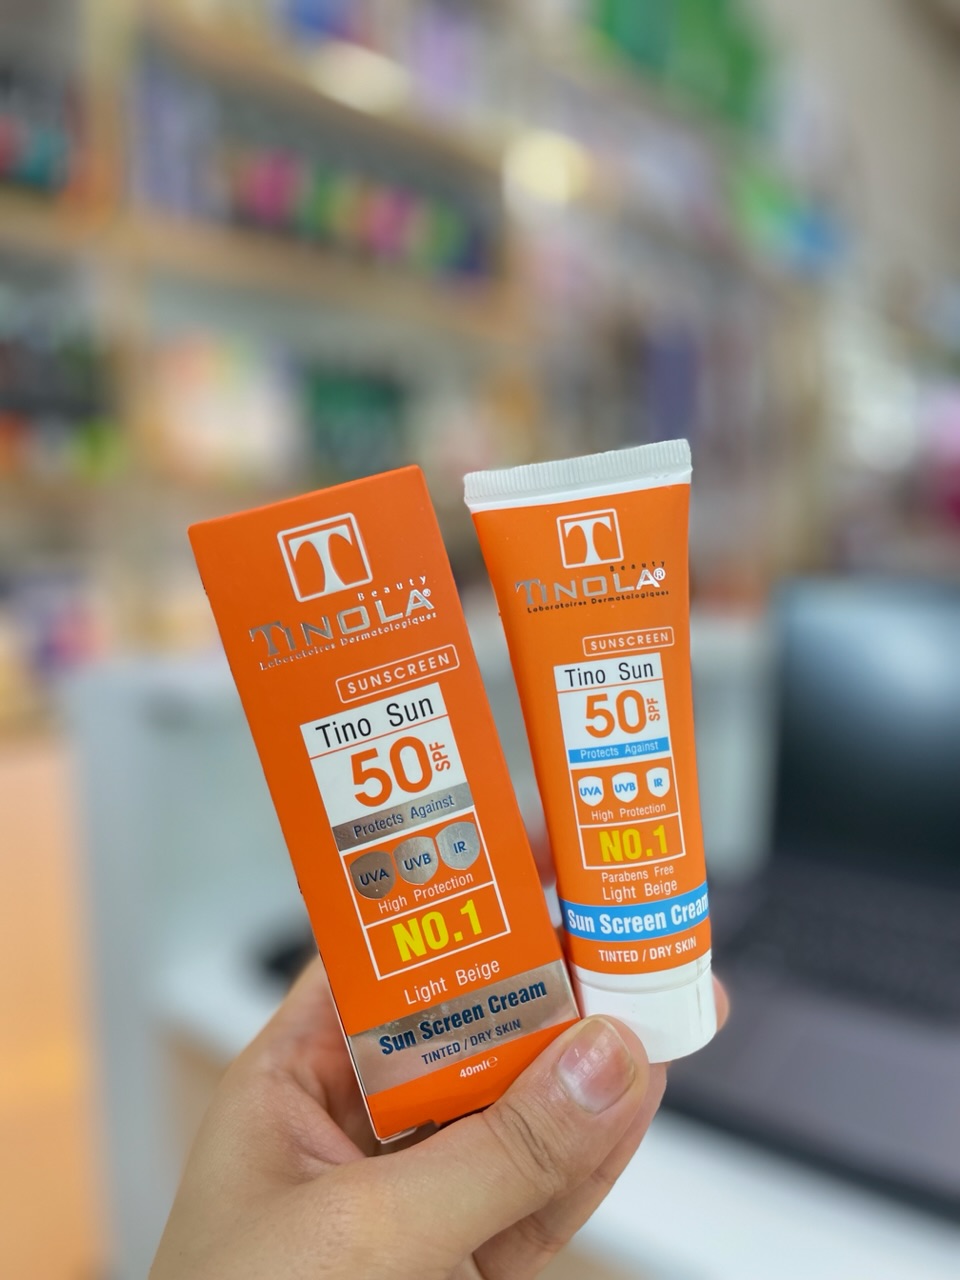 T
Beauty
TINOLA®
Laboratoires Dermatologiques
SUNSCREEN
Tino Sun
50 SPF
Protects Against
UVA UVB IR
High Protection
NO.1
Light Beige
Sun Screen Cream
TINTED / DRY SKIN
40ml℮
T
Beauty
TINOLA®
Laboratoires Dermatologiques
SUNSCREEN
Tino Sun
50 SPF
Protects Against
UVA UVB IR
High Protection
NO.1
Parabens Free
Light Beige
Sun Screen Cream
TINTED / DRY SKIN